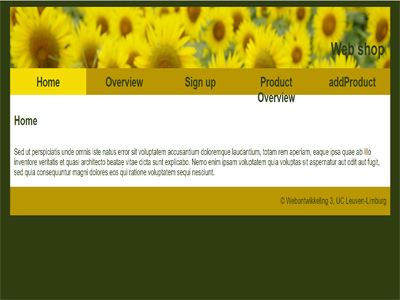 Web shop
Home
Overview
Sign up
Product
Overview
addProduct
Home
Sed ut perspiciatis unde omnis iste natus error sit voluptatem accusantium doloremque laudantium, totam rem aperiam, eaque ipsa quae ab illo
inventore veritatis et quasi architecto beatae vitae dicta sunt explicabo. Nemo enim ipsam voluptatem quia voluptas sit aspernatur aut odit aut fugit,
sed quia consequuntur magni dolores eos qui ratione voluptatem sequi nesciunt.
© Webontwikkeling 3, UC Leuven-Limburg